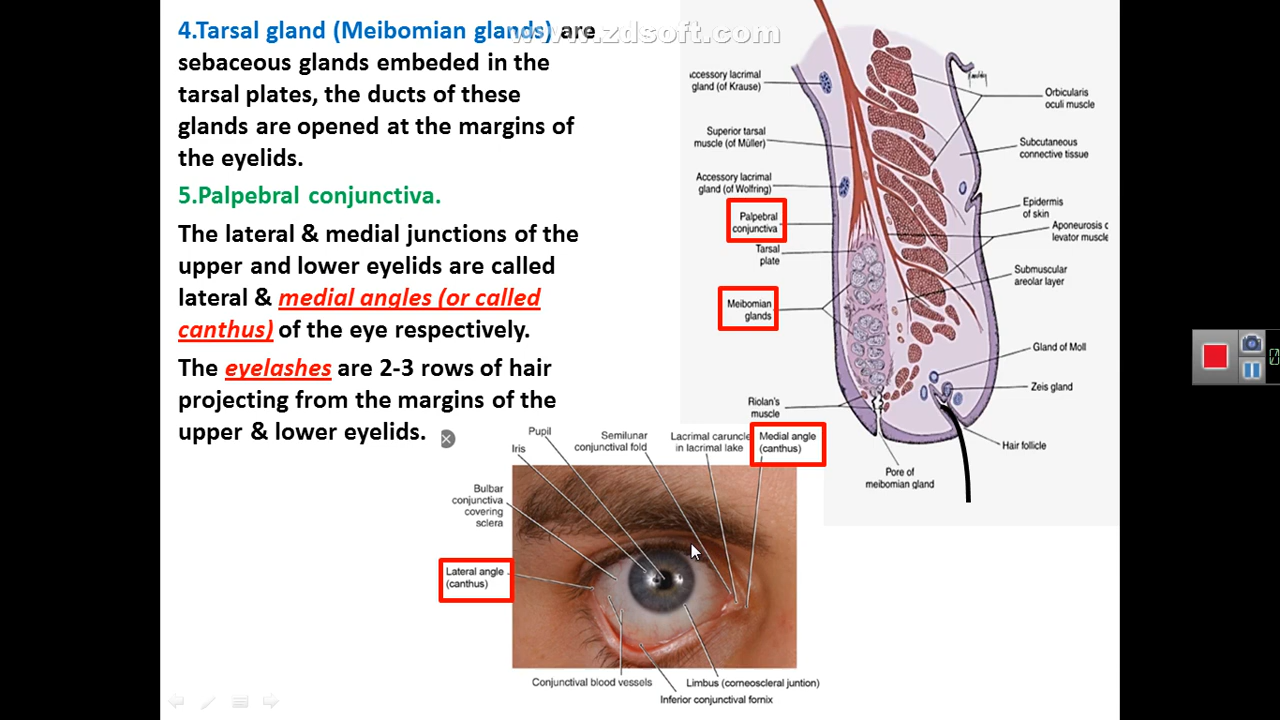 4.Tarsal gland (Meibomian glands) are
sebaceous glands embeded in the
tarsal plates, the ducts of these
glands are opened at the margins of
the eyelids.
5.Palpebral conjunctiva.
The lateral & medial junctions of the
upper and lower eyelids are called
lateral & medial angles (or called
canthus) of the eye respectively.
The eyelashes are 2-3 rows of hair
projecting from the margins of the
upper & lower eyelids.
www.zdsoft.com
ccessory lacrimal
gland (of Krause)
Superior tarsal
muscle (of Müller)
Accessory lacrimal
gland (of Wolfring)
Palpebral
conjunctiva
Tarsal
plate
Meibomian
glands
Riolan's
muscle
Pore of
meibomian gland
Orbicularis
oculi muscle
Subcutaneous
connective tissue
Epidermis
of skin
Aponeurosis o
levator muscle
Submuscular
areolar layer
Gland of Moll
Zeis gland
Hair follicle
Pupil
Iris
Semilunar
conjunctival fold
Lacrimal caruncle
in lacrimal lake
Medial angle
(canthus)
Bulbar
conjunctiva
covering
sclera
Lateral angle
(canthus)
Conjunctival blood vessels
Limbus (corneoscleral juntion)
Inferior conjunctival fornix